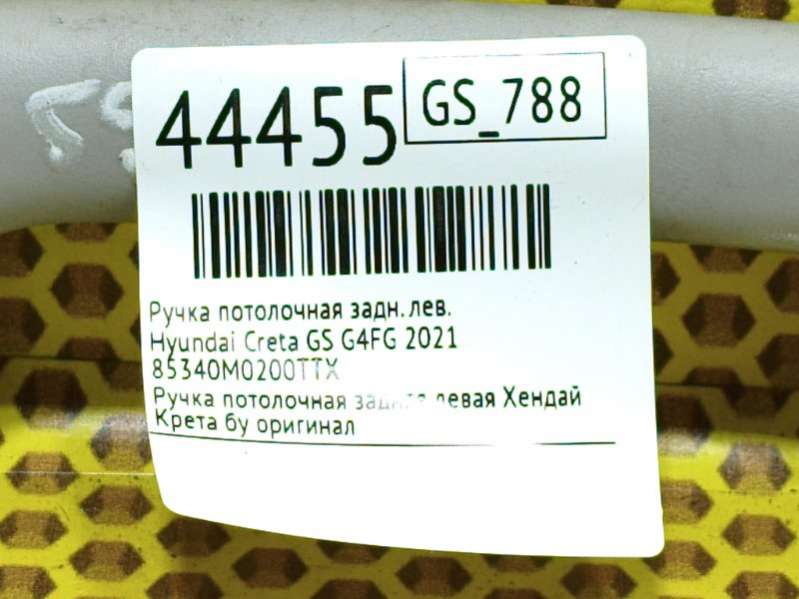 44455
GS_788
Ручка потолочная задн.лев.
Hyundai Creta GS G4FG 2021
85340M0200TTX
Ручка потолочная задняя левая Хендай
Крета бу оригинал